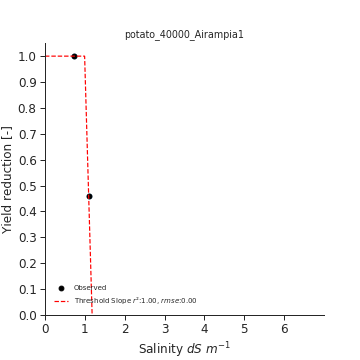 potato_40000_Airampia1
1.0
0.9
0.8
0.7
0.6
0.5
0.4
0.3
0.2
0.1
0.0
Yield reduction [-]
Observed
Threshold Slope r²:1.00, rmse:0.00
0 1 2 3 4 5 6
Salinity dS m⁻¹